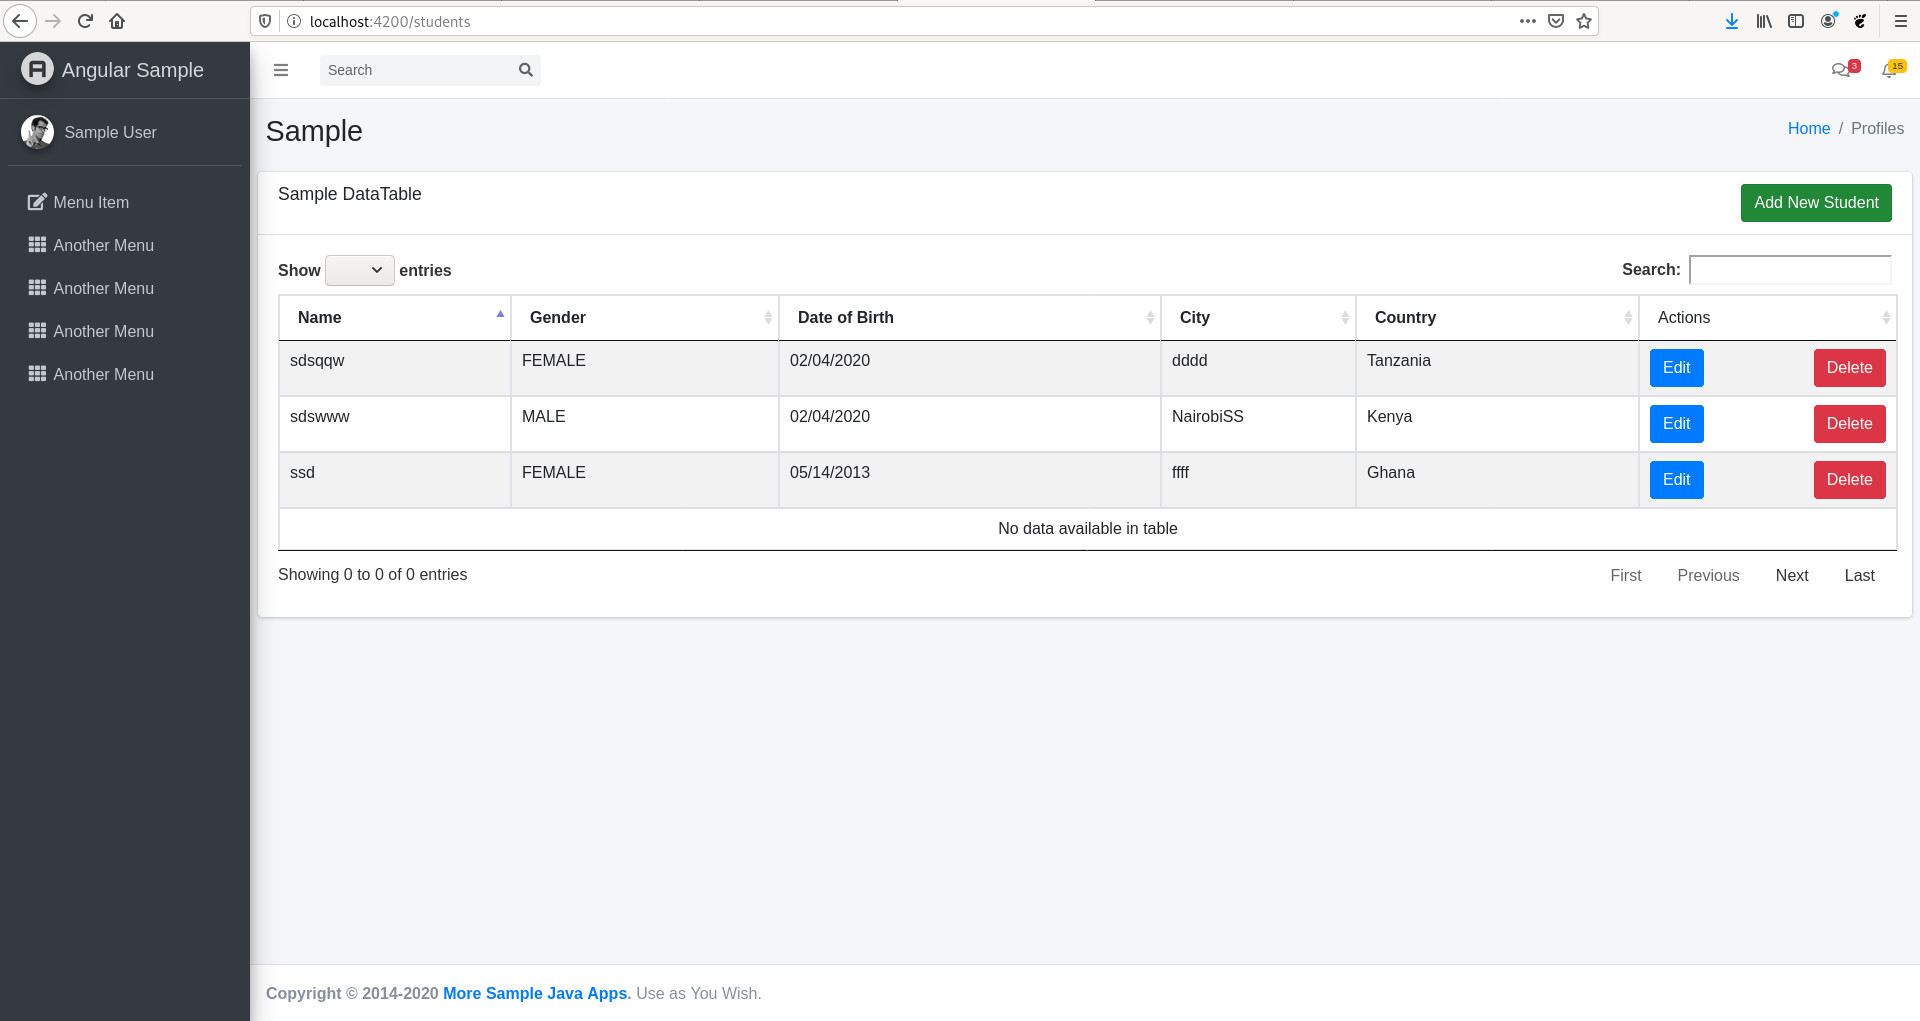 localhost:4200/students
Angular Sample
Search
3
15
Sample User
Sample
Home / Profiles
Menu Item
Another Menu
Another Menu
Another Menu
Another Menu
Sample DataTable
Add New Student
Show entries
Search:
Name Gender Date of Birth City Country Actions
sdsqqw FEMALE 02/04/2020 dddd Tanzania Edit Delete
sdswww MALE 02/04/2020 NairobiSS Kenya Edit Delete
ssd FEMALE 05/14/2013 ffff Ghana Edit Delete
No data available in table
Showing 0 to 0 of 0 entries
First Previous Next Last
Copyright © 2014-2020 More Sample Java Apps. Use as You Wish.